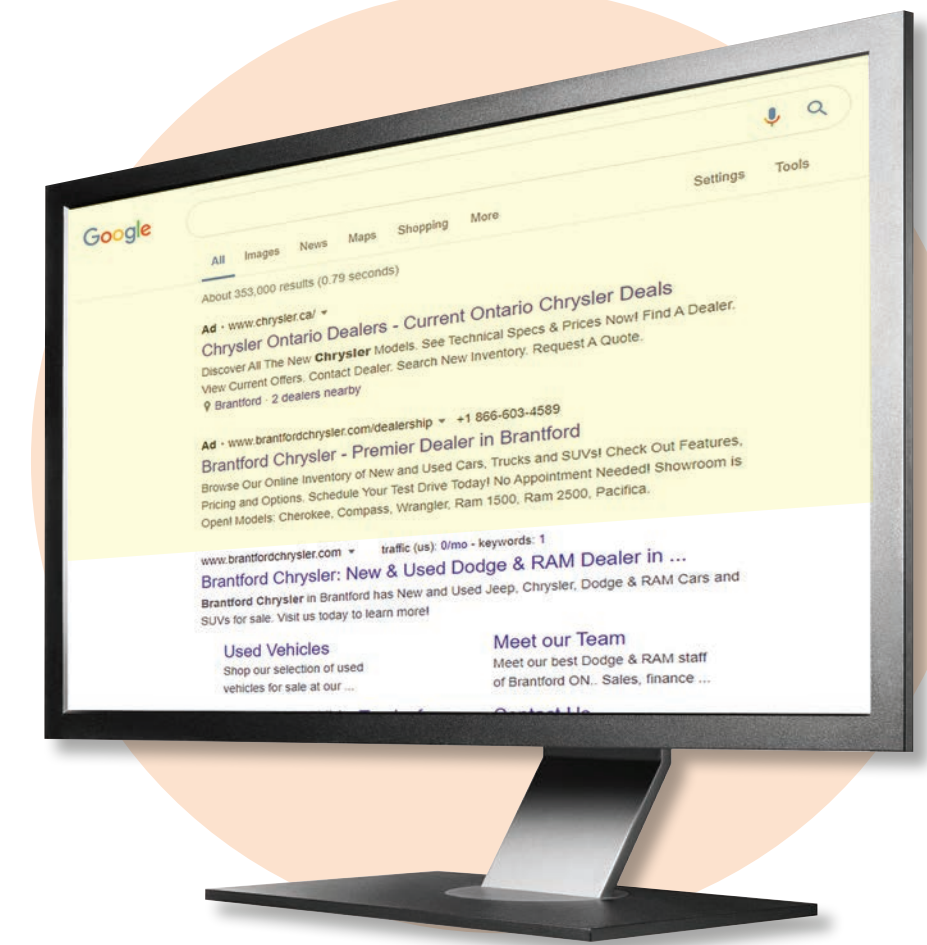 Google
Settings Tools
All Images News Maps Shopping More
About 353,000 results (0.79 seconds)
Ad · www.chrysler.ca/
Chrysler Ontario Dealers - Current Ontario Chrysler Deals
Discover All The New Chrysler Models. See Technical Specs & Prices Now! Find A Dealer.
View Current Offers. Contact Dealer. Search New Inventory. Request A Quote.
Brantford · 2 dealers nearby
Ad · www.brantfordchrysler.com/dealership +1 866-603-4589
Brantford Chrysler - Premier Dealer in Brantford
Browse Our Online Inventory of New and Used Cars, Trucks and SUVs! Check Out Features,
Pricing and Options. Schedule Your Test Drive Today! No Appointment Needed! Showroom is
Open! Models: Cherokee, Compass, Wrangler, Ram 1500, Ram 2500, Pacifica.
www.brantfordchrysler.com traffic (us): 0/mo - keywords: 1
Brantford Chrysler: New & Used Dodge & RAM Dealer in ...
Brantford Chrysler in Brantford has New and Used Jeep, Chrysler, Dodge & RAM Cars and
SUVs for sale. Visit us today to learn more!
Used Vehicles
Shop our selection of used
vehicles for sale at our ...
Meet our Team
Meet our best Dodge & RAM staff
of Brantford ON.. Sales, finance ...
Contact Us